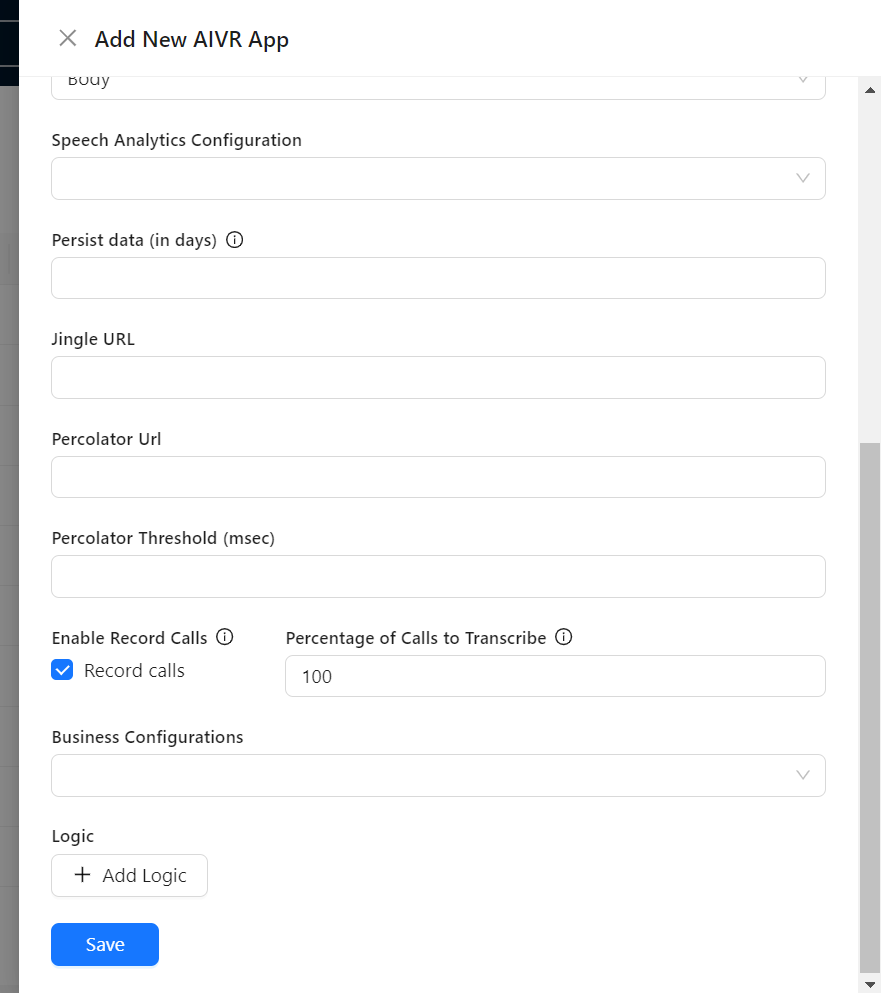 Add New AIVR App
Body
Speech Analytics Configuration
Persist data (in days)
Jingle URL
Percolator Url
Percolator Threshold (msec)
Enable Record Calls
Percentage of Calls to Transcribe
Record calls
100
Business Configurations
Logic
+ Add Logic
Save